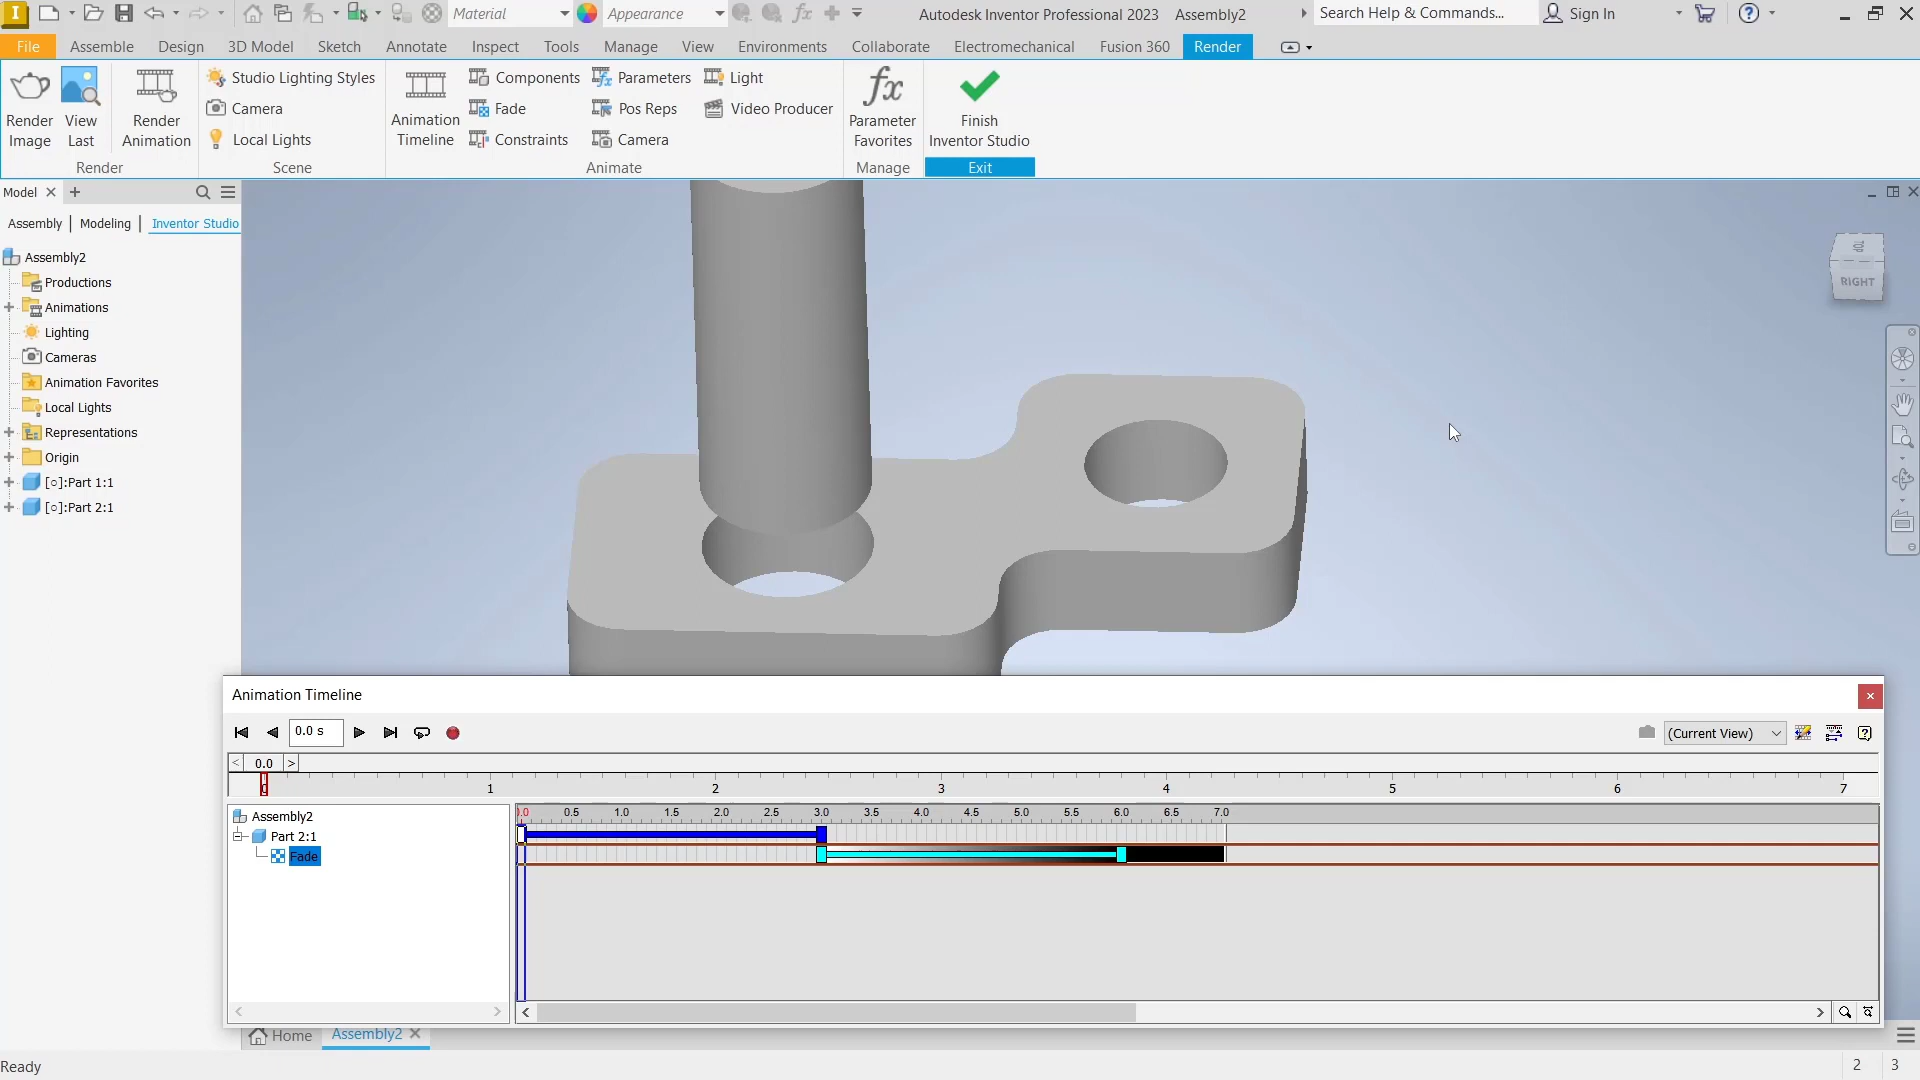 Material
Appearance
Autodesk Inventor Professional 2023 Assembly2
Search Help & Commands...
Sign In
File Assemble Design 3D Model Sketch Annotate Inspect Tools Manage View Environments Collaborate Electromechanical Fusion 360 Render
Render Image
View Last
Render Animation
Render
Studio Lighting Styles
Camera
Local Lights
Scene
Animation Timeline
Components
Fade
Constraints
Parameters
Pos Reps
Camera
Light
Video Producer
Animate
Parameter Favorites
Manage
Finish
Inventor Studio
Exit
Model
Assembly Modeling Inventor Studio
Assembly2
Productions
Animations
Lighting
Cameras
Animation Favorites
Local Lights
Representations
Origin
[○]:Part 1:1
[○]:Part 2:1
TOP
RIGHT
Animation Timeline
0.0 s
(Current View)
< 0.0 >
0 1 2 3 4 5 6 7
Assembly2
Part 2:1
Fade
0.0 0.5 1.0 1.5 2.0 2.5 3.0 3.5 4.0 4.5 5.0 5.5 6.0 6.5 7.0
Home Assembly2
Ready
2 3